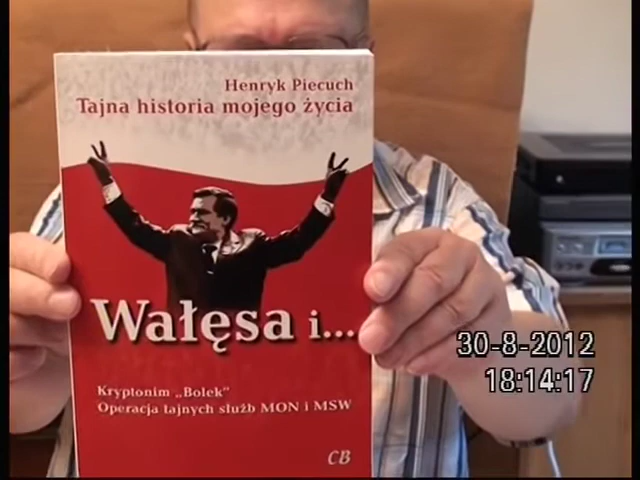 Henryk Piecuch
Tajna historia mojego życia
Wałęsa i...
Kryptonim „Bolek"
Operacja tajnych służb MON i MSW
CB
30-8-2012
18:14:17